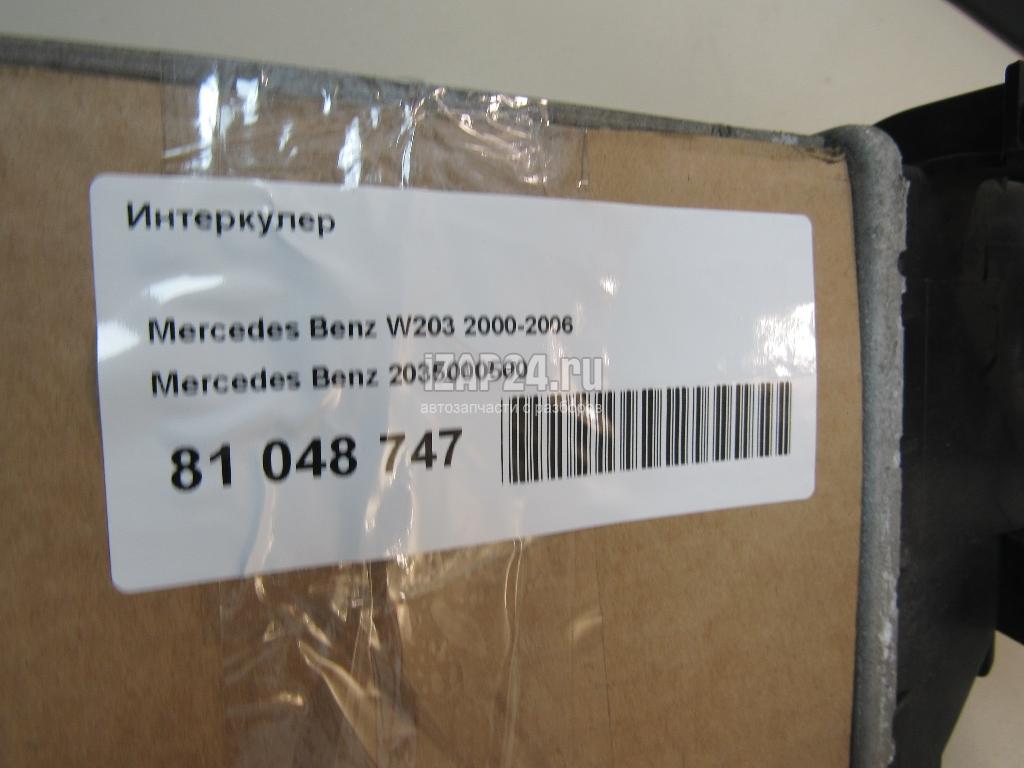 Интеркулер
Mercedes Benz W203 2000-2006
Mercedes Benz 2035000500
iZAP24.ru
автозапчасти с разборов
81 048 747